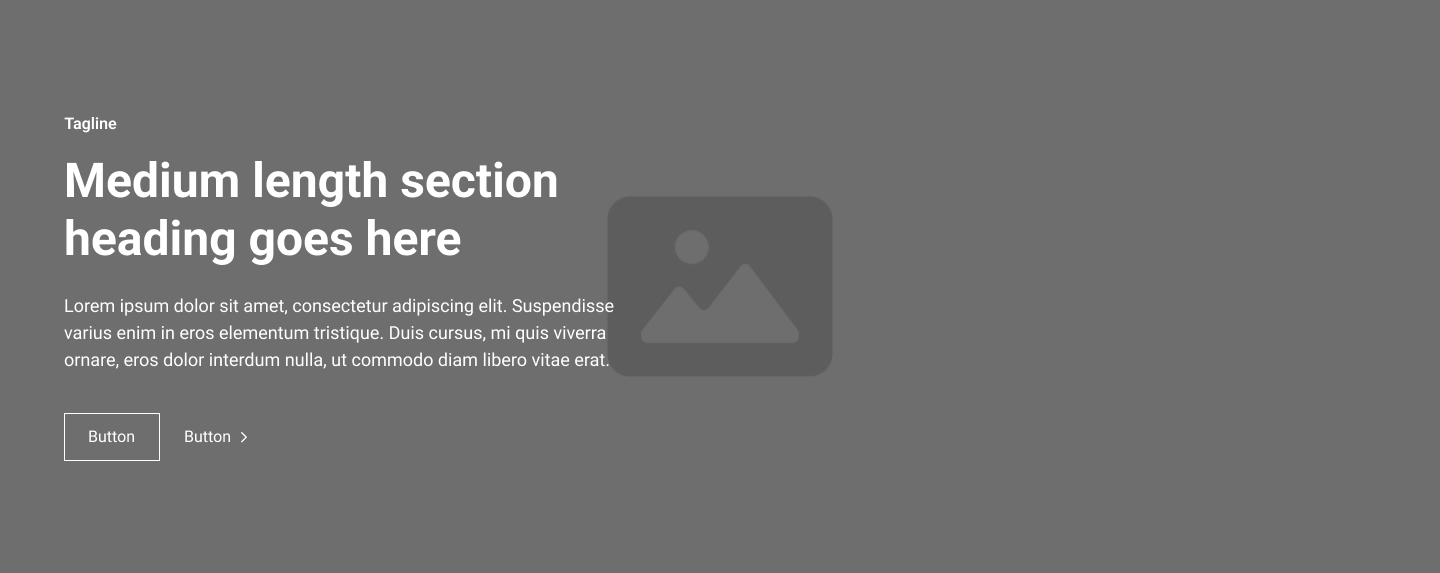 Tagline
Medium length section
heading goes here
Lorem ipsum dolor sit amet, consectetur adipiscing elit. Suspendisse
varius enim in eros elementum tristique. Duis cursus, mi quis viverra
ornare, eros dolor interdum nulla, ut commodo diam libero vitae erat.
Button
Button